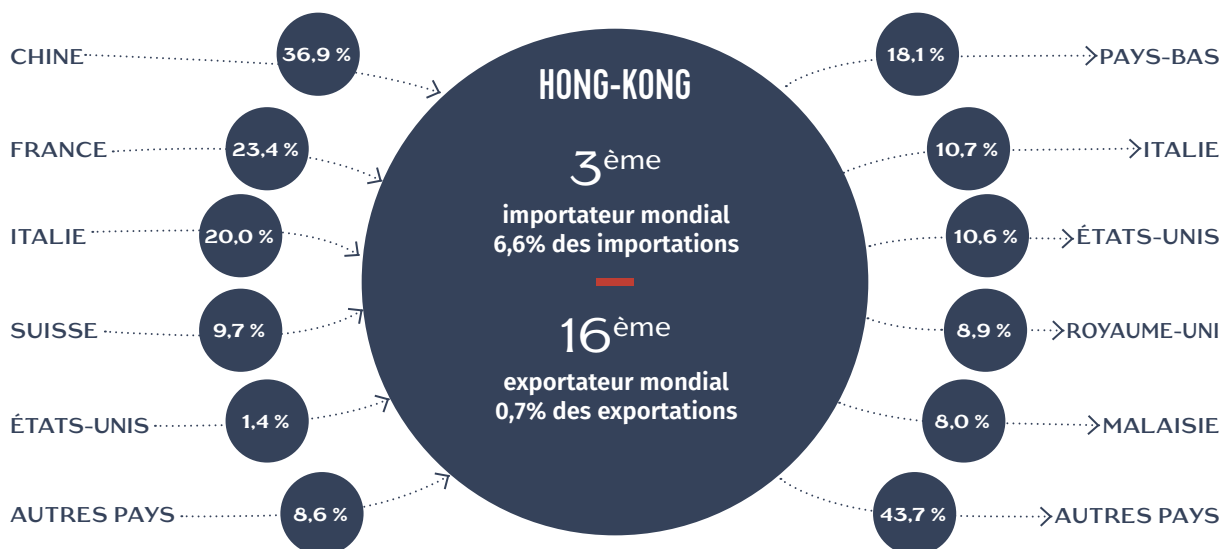 CHINE
36,9 %
FRANCE
23,4 %
ITALIE
20,0 %
SUISSE
9,7 %
ÉTATS-UNIS
1,4 %
AUTRES PAYS
8,6 %
HONG-KONG
3ème
importateur mondial
6,6% des importations
16ème
exportateur mondial
0,7% des exportations
18,1 %
PAYS-BAS
10,7 %
ITALIE
10,6 %
ÉTATS-UNIS
8,9 %
ROYAUME-UNI
8,0 %
MALAISIE
43,7 %
AUTRES PAYS